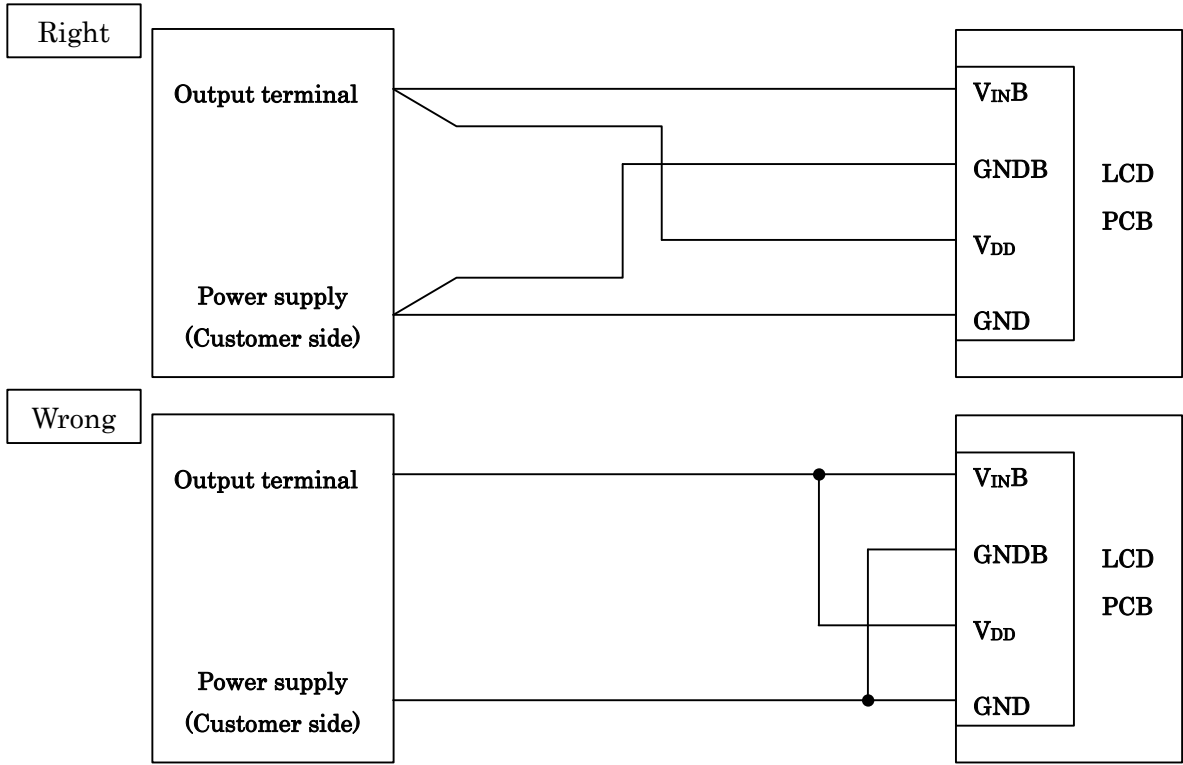 Right
Output terminal
VINB
GNDB
LCD
PCB
VDD
Power supply
(Customer side)
GND
Wrong
Output terminal
VINB
GNDB
LCD
PCB
VDD
Power supply
(Customer side)
GND